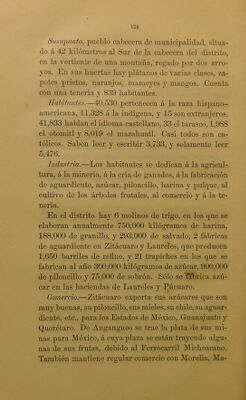 124
Susupuato, pueblo cabecera de municipalidad, situa-
do á 42 kilómetros al Sur de la cabecera del distrito,
en la vertiente de una montaña, regado por dos arro-
yos. En sus huertas hay plátanos de varias clases, za-
potes prietos, naranjos, mameyes y mangos. Cuenta
con una teneria y 839 habitantes.
Habitantes.—40,530 pertenecen á la raza hispano-
americana, 11,328 á la indígena, y 15 son extranjeros.
41,833 hablan el idioma castellano, 33 el tarasco, 1,988
el otomitl y 8,019 el mazahuatl. Casi todos son ca-
tólicos. Saben leer y escribir 3,733, y solamente leer
5,476.
Industria.—Los habitantes se dedican á la agricul-
tura, á la minería, á la cría de ganados, á la fabricación
de aguardiente, azúcar, piloncillo, harina y pulque, al
cultivo de los árboles frutales, al comercio y á la te-
neria.
En el distrito hay 6 molinos de trigo, en los que se
elaboran anualmente 750,000 kilógramos de harina,
188,000 de granillo, y 293,000 de salvado; 2 fábricas
de aguardiente en Zitácuaro y Laureles, que producen
1,650 barriles de refino, y 21 trapiches en los que se
fabrican al año 300,000 kilógramos de azúcar, 900,000
de piloncillo y 75,000 de sobrón. Sólo se fabrica azú-
car en las haciendas de Laureles y Púcuaro.
Comercio.—Zitácuaro exporta sus azúcares que son
muy buenas, su piloncillo, sus mieles, su chile, su aguar-
diente, etc., para los Estados de México, Guanajuato y
Querétaro. De Angangueo se trae la plata de sus mi-
nas para México, á cuya plaza se están trayendo algu-
nas de sus frutas, debido al Ferrocarril Michoacano.
También mantiene regular comercio con Morelia, Ma-